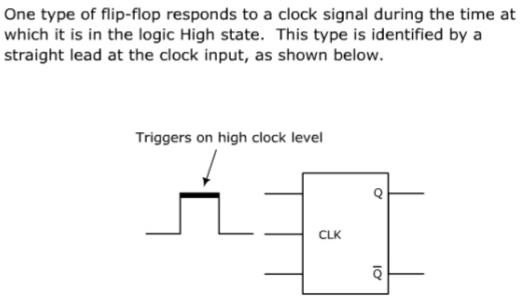 One type of flip-flop responds to a clock signal during the time at
which it is in the logic High state.  This type is identified by a
straight lead at the clock input, as shown below.
Triggers on high clock level
Q
CLK
Q̅